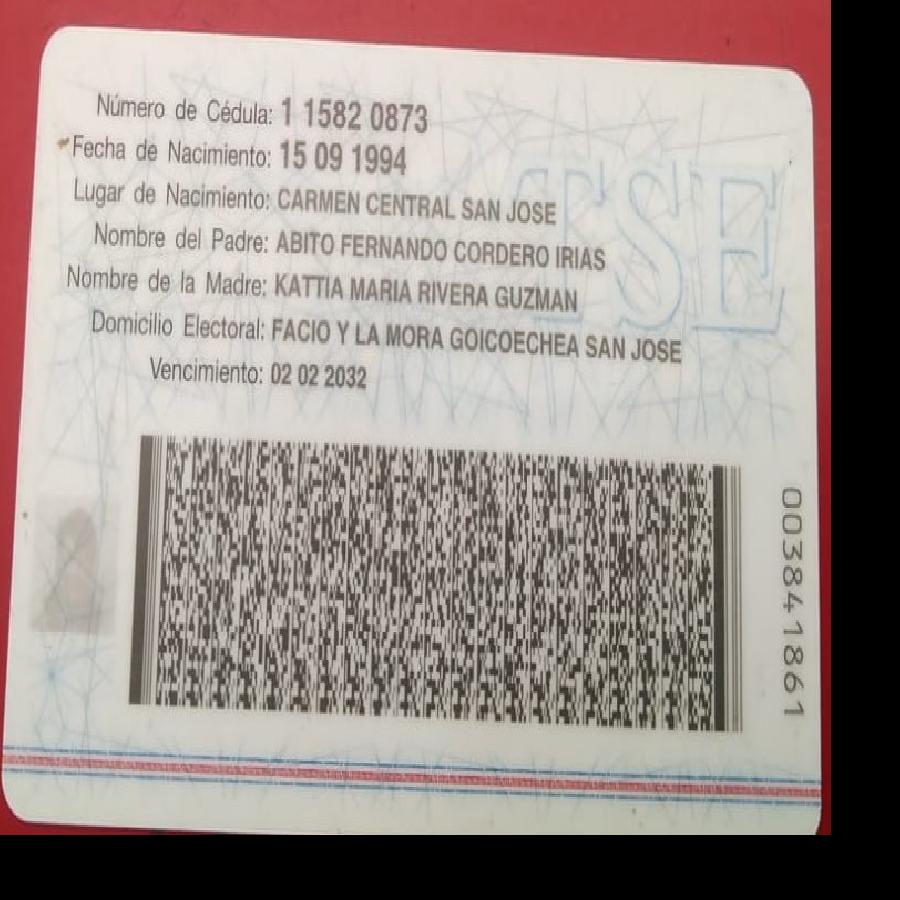 Número de Cédula: 1 1582 0873
Fecha de Nacimiento: 15 09 1994
Lugar de Nacimiento: CARMEN CENTRAL SAN JOSE
Nombre del Padre: ABITO FERNANDO CORDERO IRIAS
Nombre de la Madre: KATTIA MARIA RIVERA GUZMAN
Domicilio Electoral: FACIO Y LA MORA GOICOECHEA SAN JOSE
Vencimiento: 02 02 2032
TSE
003841861